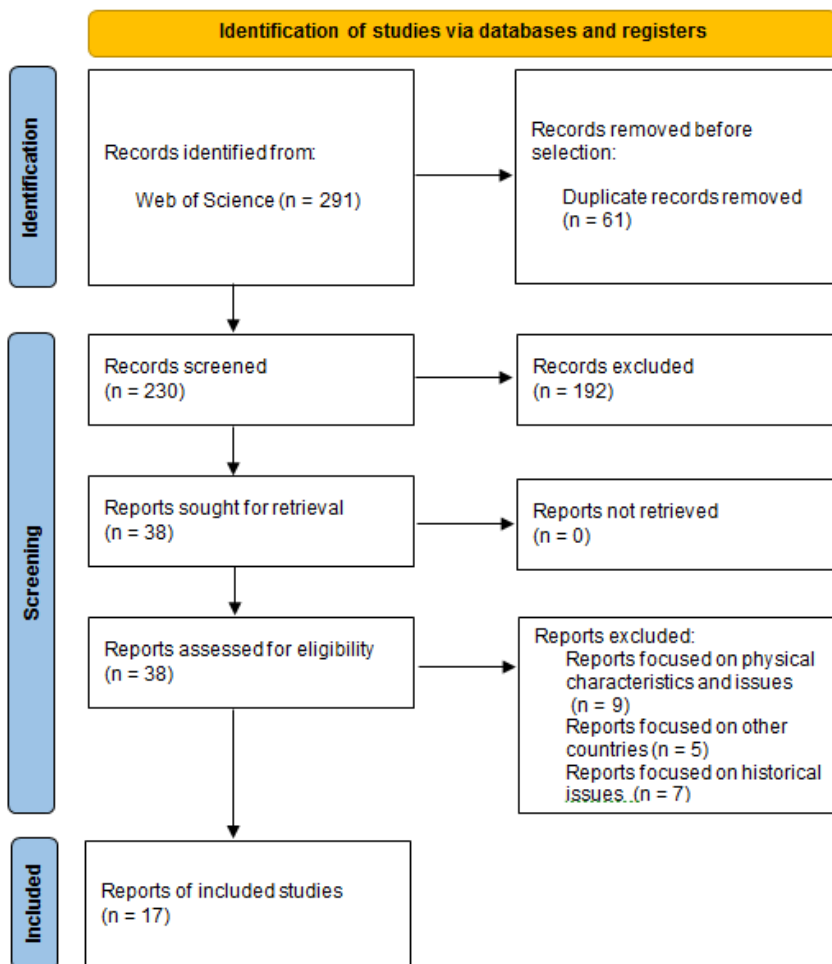 Identification of studies via databases and registers
Identification
Records identified from:
Web of Science (n = 291)
Records removed before
selection:
Duplicate records removed
(n = 61)
Screening
Records screened
(n = 230)
Records excluded
(n = 192)
Reports sought for retrieval
(n = 38)
Reports not retrieved
(n = 0)
Reports assessed for eligibility
(n = 38)
Reports excluded:
Reports focused on physical
characteristics and issues
(n = 9)
Reports focused on other
countries (n = 5)
Reports focused on historical
issues (n = 7)
Included
Reports of included studies
(n = 17)